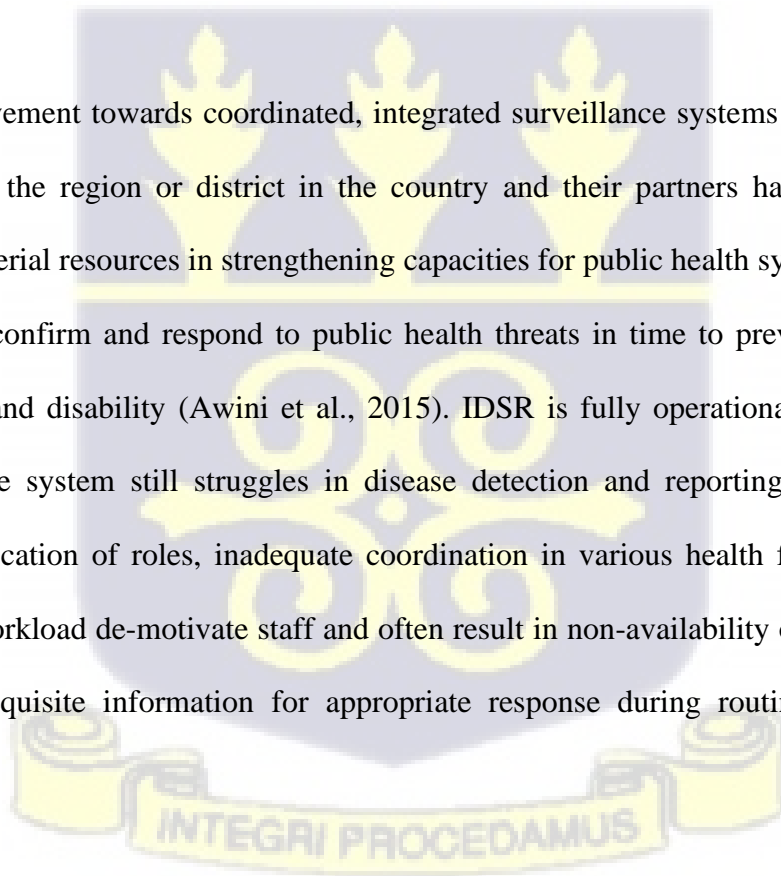 vement towards coordinated, integrated surveillance systems
the region or district in the country and their partners ha
erial resources in strengthening capacities for public health sy
confirm and respond to public health threats in time to prev
and disability (Awini et al., 2015). IDSR is fully operationa
e system still struggles in disease detection and reporting
cation of roles, inadequate coordination in various health f
orkload de-motivate staff and often result in non-availability
quisite information for appropriate response during routin
INTEGRI PROCEDAMUS